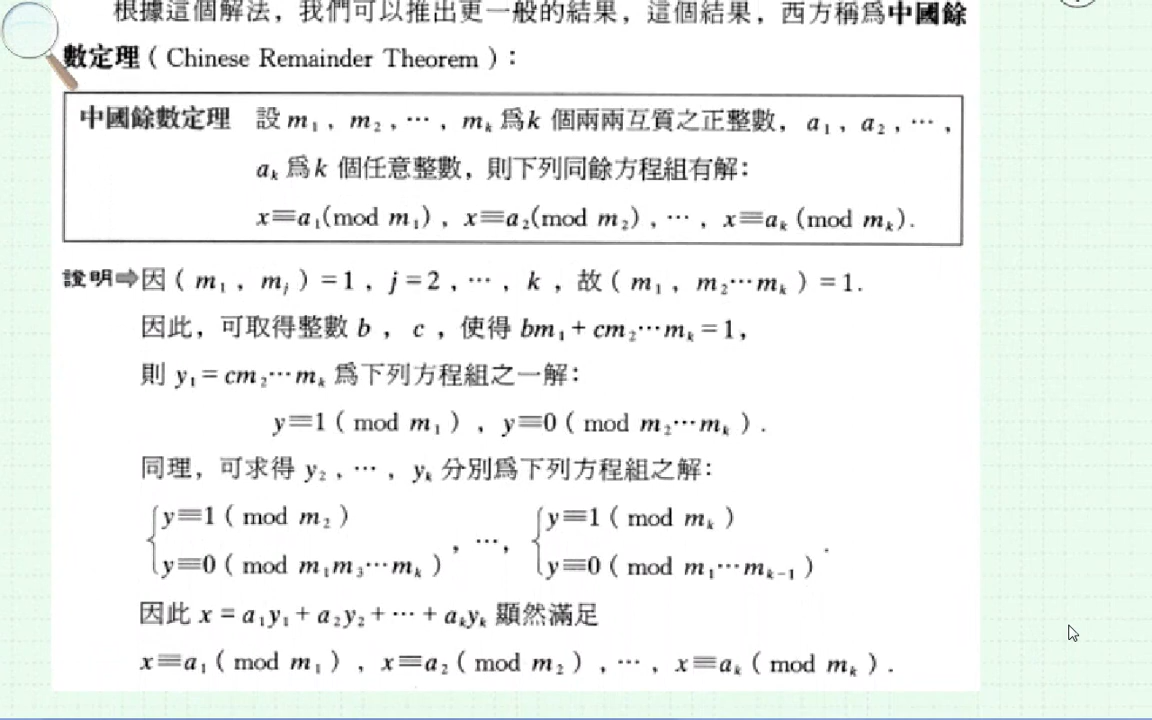 根據這個解法，我們可以推出更一般的結果，這個結果，西方稱爲中國餘
數定理（Chinese Remainder Theorem）：
中國餘數定理 設 m₁，m₂，⋯，mₖ 爲 k 個兩兩互質之正整數，a₁，a₂，⋯，
aₖ 爲 k 個任意整數，則下列同餘方程組有解：
x≡a₁(mod m₁)，x≡a₂(mod m₂)，⋯，x≡aₖ (mod mₖ).
證明⇨因（m₁，mⱼ）=1，j=2，⋯，k，故（m₁，m₂⋯mₖ）=1.
因此，可取得整數 b，c，使得 bm₁+cm₂⋯mₖ=1，
則 y₁=cm₂⋯mₖ 爲下列方程組之一解：
y≡1（mod m₁），y≡0（mod m₂⋯mₖ）.
同理，可求得 y₂，⋯，yₖ 分別爲下列方程組之解：
y≡1（mod m₂） y≡1（mod mₖ）
，⋯， .
y≡0（mod m₁m₃⋯mₖ） y≡0（mod m₁⋯mₖ₋₁）
因此 x=a₁y₁+a₂y₂+⋯+aₖyₖ 顯然滿足
x≡a₁（mod m₁），x≡a₂（mod m₂），⋯，x≡aₖ（mod mₖ）.